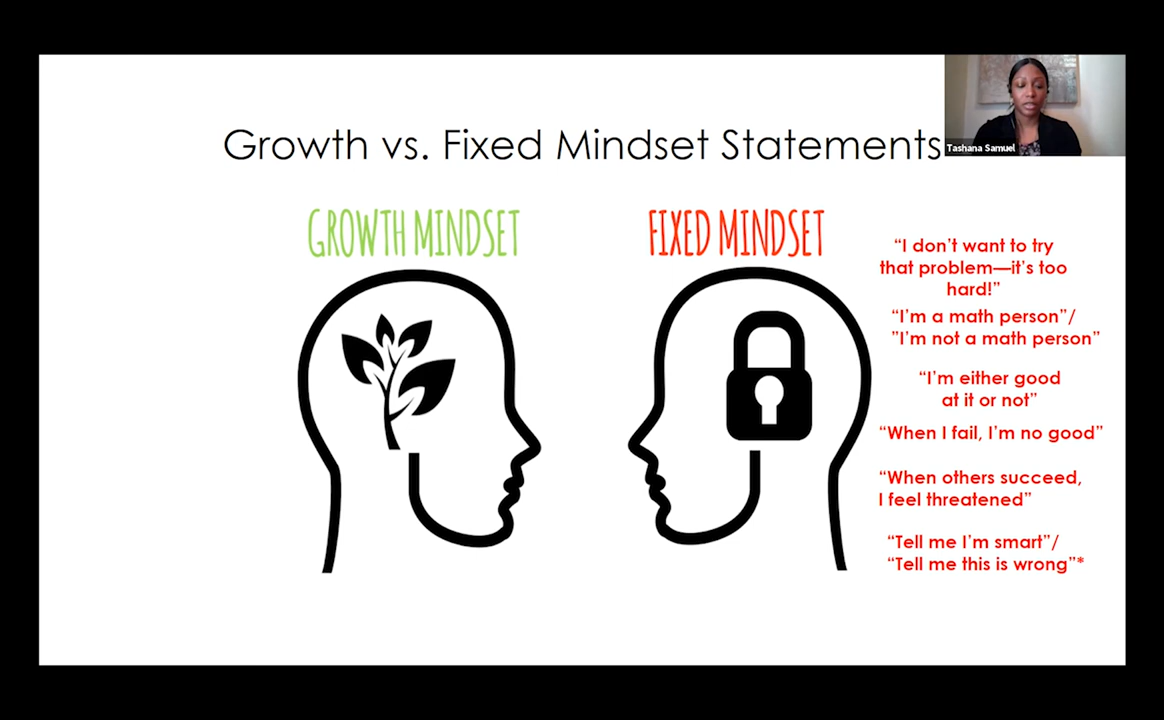 Growth vs. Fixed Mindset Statements
Tashana Samuel
GROWTH MINDSET
FIXED MINDSET
“I don’t want to try
that problem—it’s too
hard!”
“I’m a math person”/
”I’m not a math person”
“I’m either good
at it or not”
“When I fail, I’m no good”
“When others succeed,
I feel threatened”
“Tell me I’m smart”/
“Tell me this is wrong”*